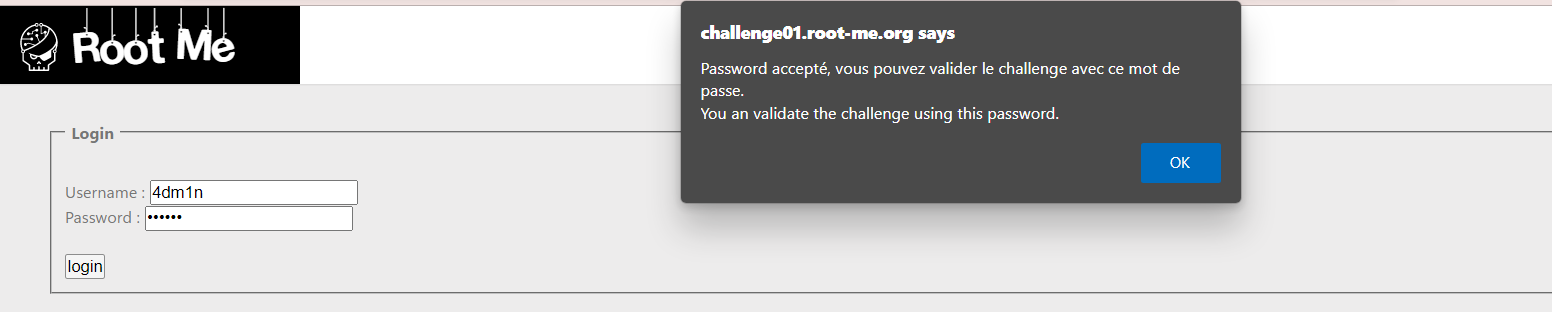 Root Me
challenge01.root-me.org says
Password accepté, vous pouvez valider le challenge avec ce mot de
passe.
You an validate the challenge using this password.
OK
Login
Username : 4dm1n
Password : ••••••
login